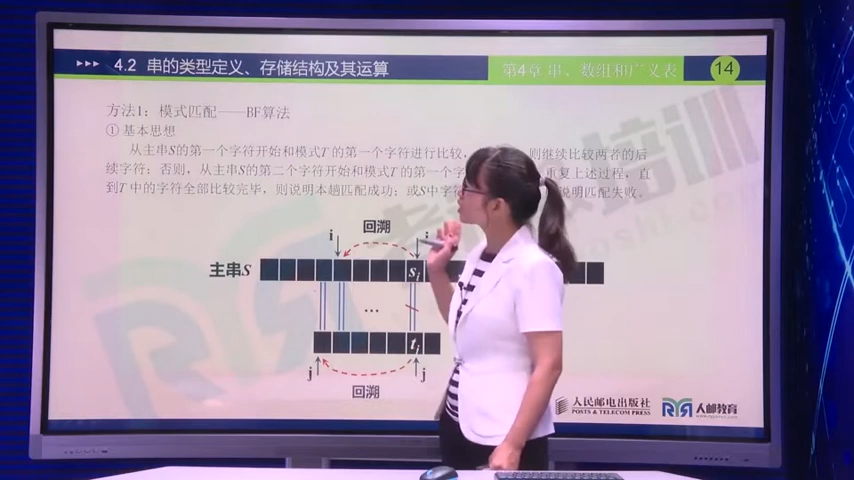 4.2 串的类型定义、存储结构及其运算
第4章 串、数组和广义表
14
方法1：模式匹配——BF算法
① 基本思想
从主串S的第一个字符开始和模式T 的第一个字符进行比较，则继续比较两者的后
续字符；否则，从主串S的第二个字符开始和模式T 的第一个字 重复上述过程，直
到T 中的字符全部比较完毕，则说明本趟匹配成功；或S中字符 说明匹配失败。
i
回溯
i
主串S
si
...
ti
j
回溯
j
人民邮电出版社
POSTS & TELECOM PRESS
人邮教育